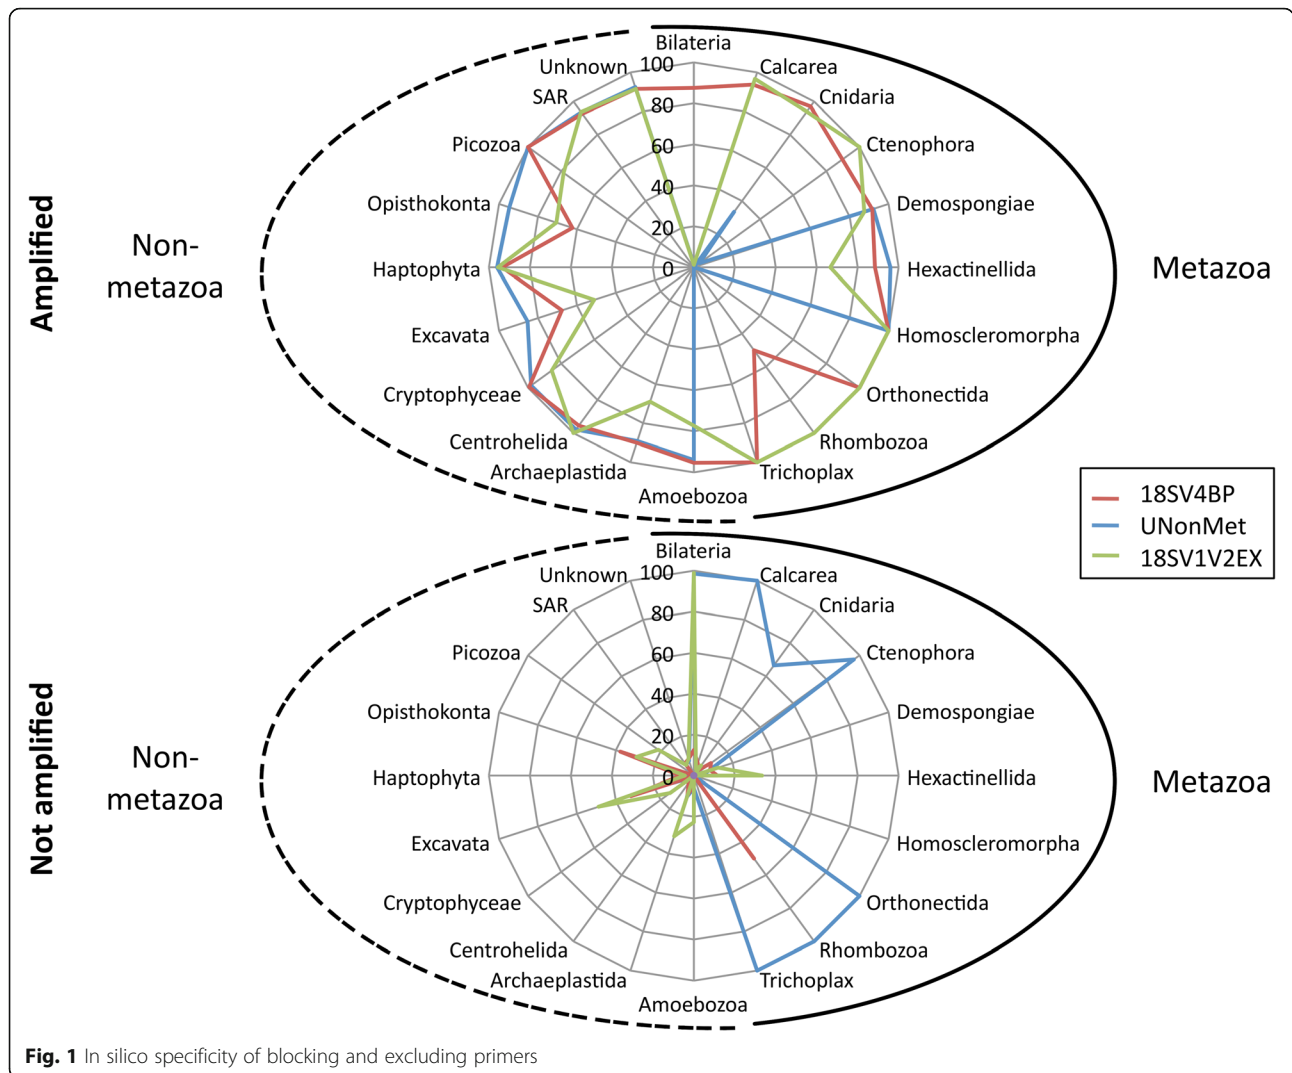 Amplified
Non-
metazoa
Metazoa
Bilateria
Calcarea
Cnidaria
Ctenophora
Demospongiae
Hexactinellida
Homoscleromorpha
Orthonectida
Rhombozoa
Trichoplax
Amoebozoa
Archaeplastida
Centrohelida
Cryptophyceae
Excavata
Haptophyta
Opisthokonta
Picozoa
SAR
Unknown
100
80
60
40
20
0
18SV4BP
UNonMet
18SV1V2EX
Not amplified
Non-
metazoa
Metazoa
Bilateria
Calcarea
Cnidaria
Ctenophora
Demospongiae
Hexactinellida
Homoscleromorpha
Orthonectida
Rhombozoa
Trichoplax
Amoebozoa
Archaeplastida
Centrohelida
Cryptophyceae
Excavata
Haptophyta
Opisthokonta
Picozoa
SAR
Unknown
100
80
60
40
20
0
Fig. 1 In silico specificity of blocking and excluding primers